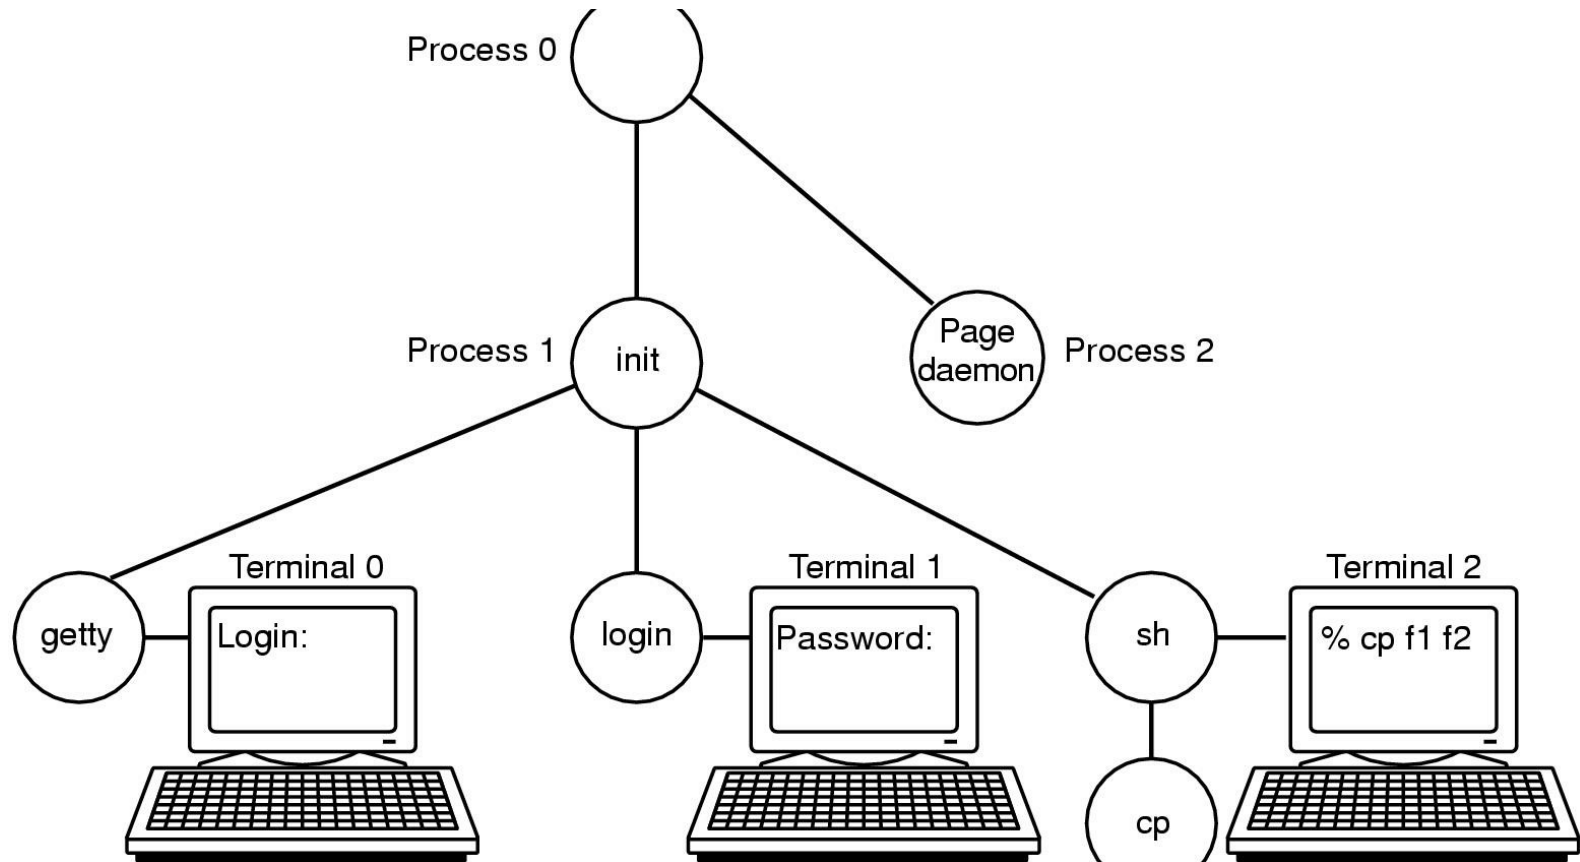 Process 0
Process 1
init
Page
daemon
Process 2
Terminal 0
Terminal 1
Terminal 2
getty
Login:
login
Password:
sh
% cp f1 f2
cp